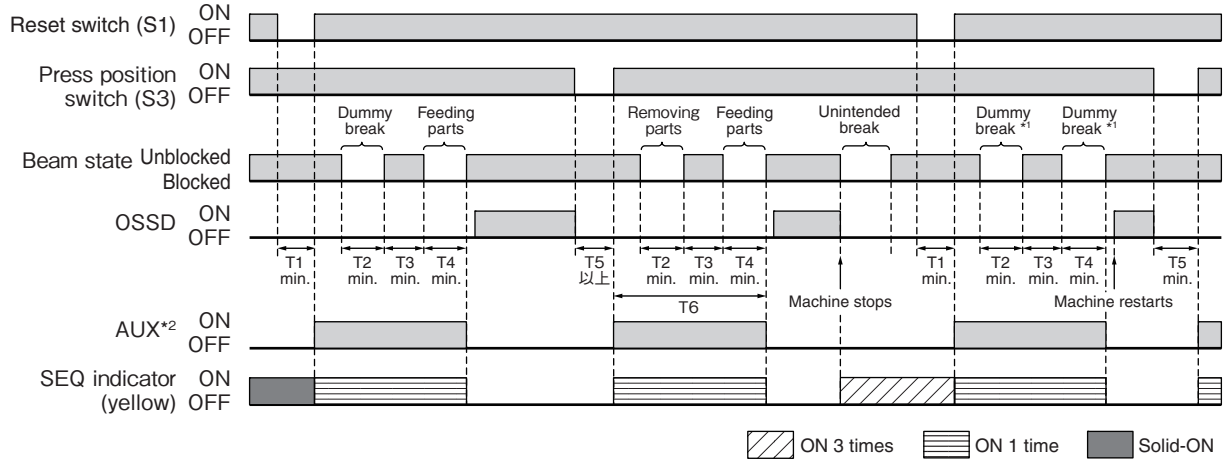 Reset switch (S1) ON
OFF
Press position ON
switch (S3) OFF
Dummy break
Feeding parts
Removing parts
Feeding parts
Unintended break
Dummy break *1
Dummy break *1
Beam state Unblocked
Blocked
OSSD ON
OFF
T1 min.
T2 min.
T3 min.
T4 min.
T5 以上
T2 min.
T3 min.
T4 min.
T1 min.
T2 min.
T3 min.
T4 min.
T5 min.
T6
Machine stops
Machine restarts
AUX*2 ON
OFF
SEQ indicator ON
(yellow) OFF
ON 3 times
ON 1 time
Solid-ON